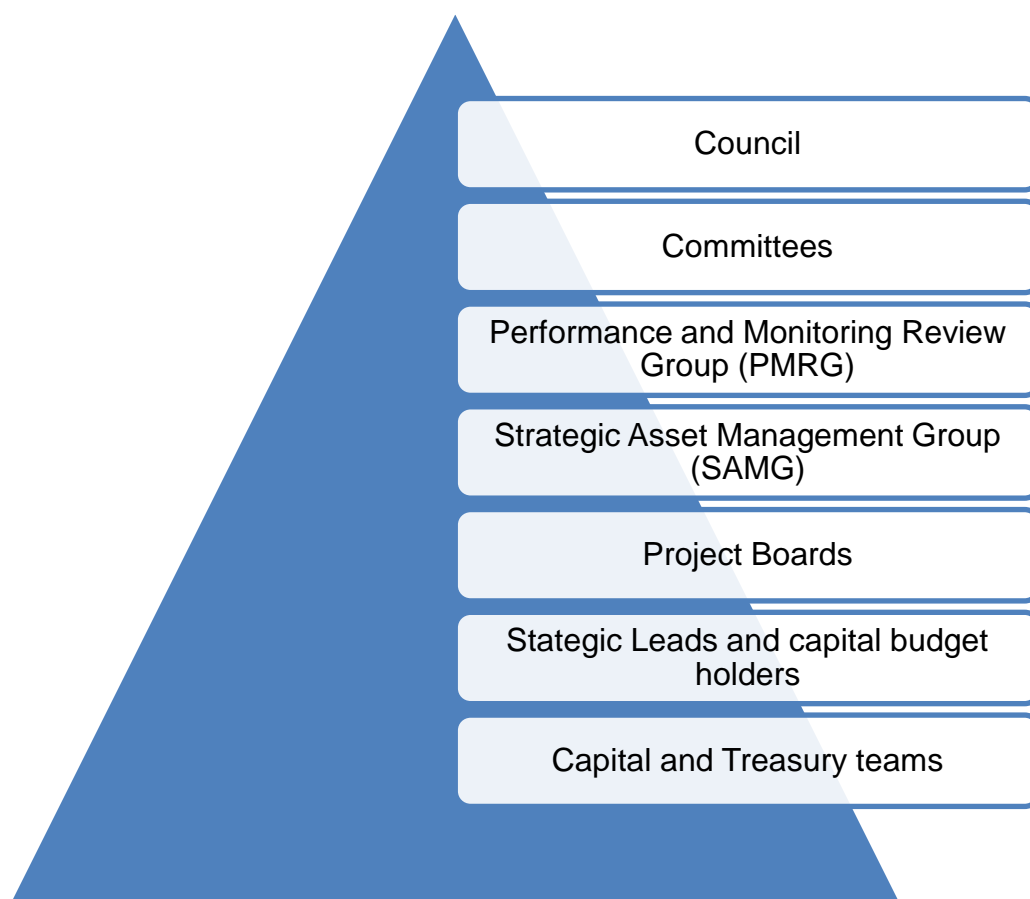 Council
Committees
Performance and Monitoring Review
Group (PMRG)
Strategic Asset Management Group
(SAMG)
Project Boards
Stategic Leads and capital budget
holders
Capital and Treasury teams